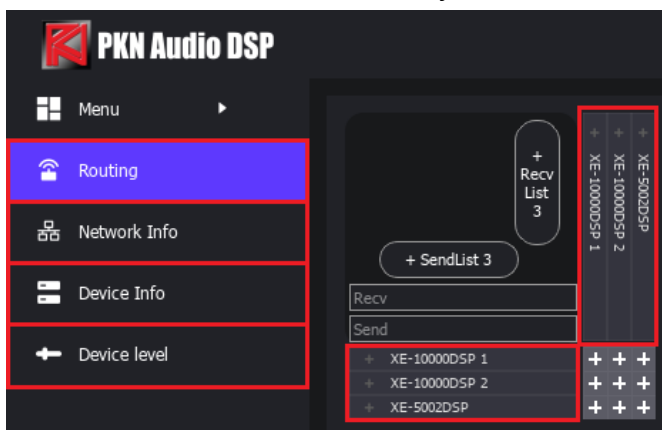 PKN Audio DSP
Menu
Routing
Network Info
Device Info
Device level
+
Recv
List
3
+ SendList 3
Recv
Send
+ XE-10000DSP 1
+ XE-10000DSP 2
+ XE-5002DSP
+ XE-10000DSP 1
+ XE-10000DSP 2
+ XE-5002DSP
+ + +
+ + +
+ + +